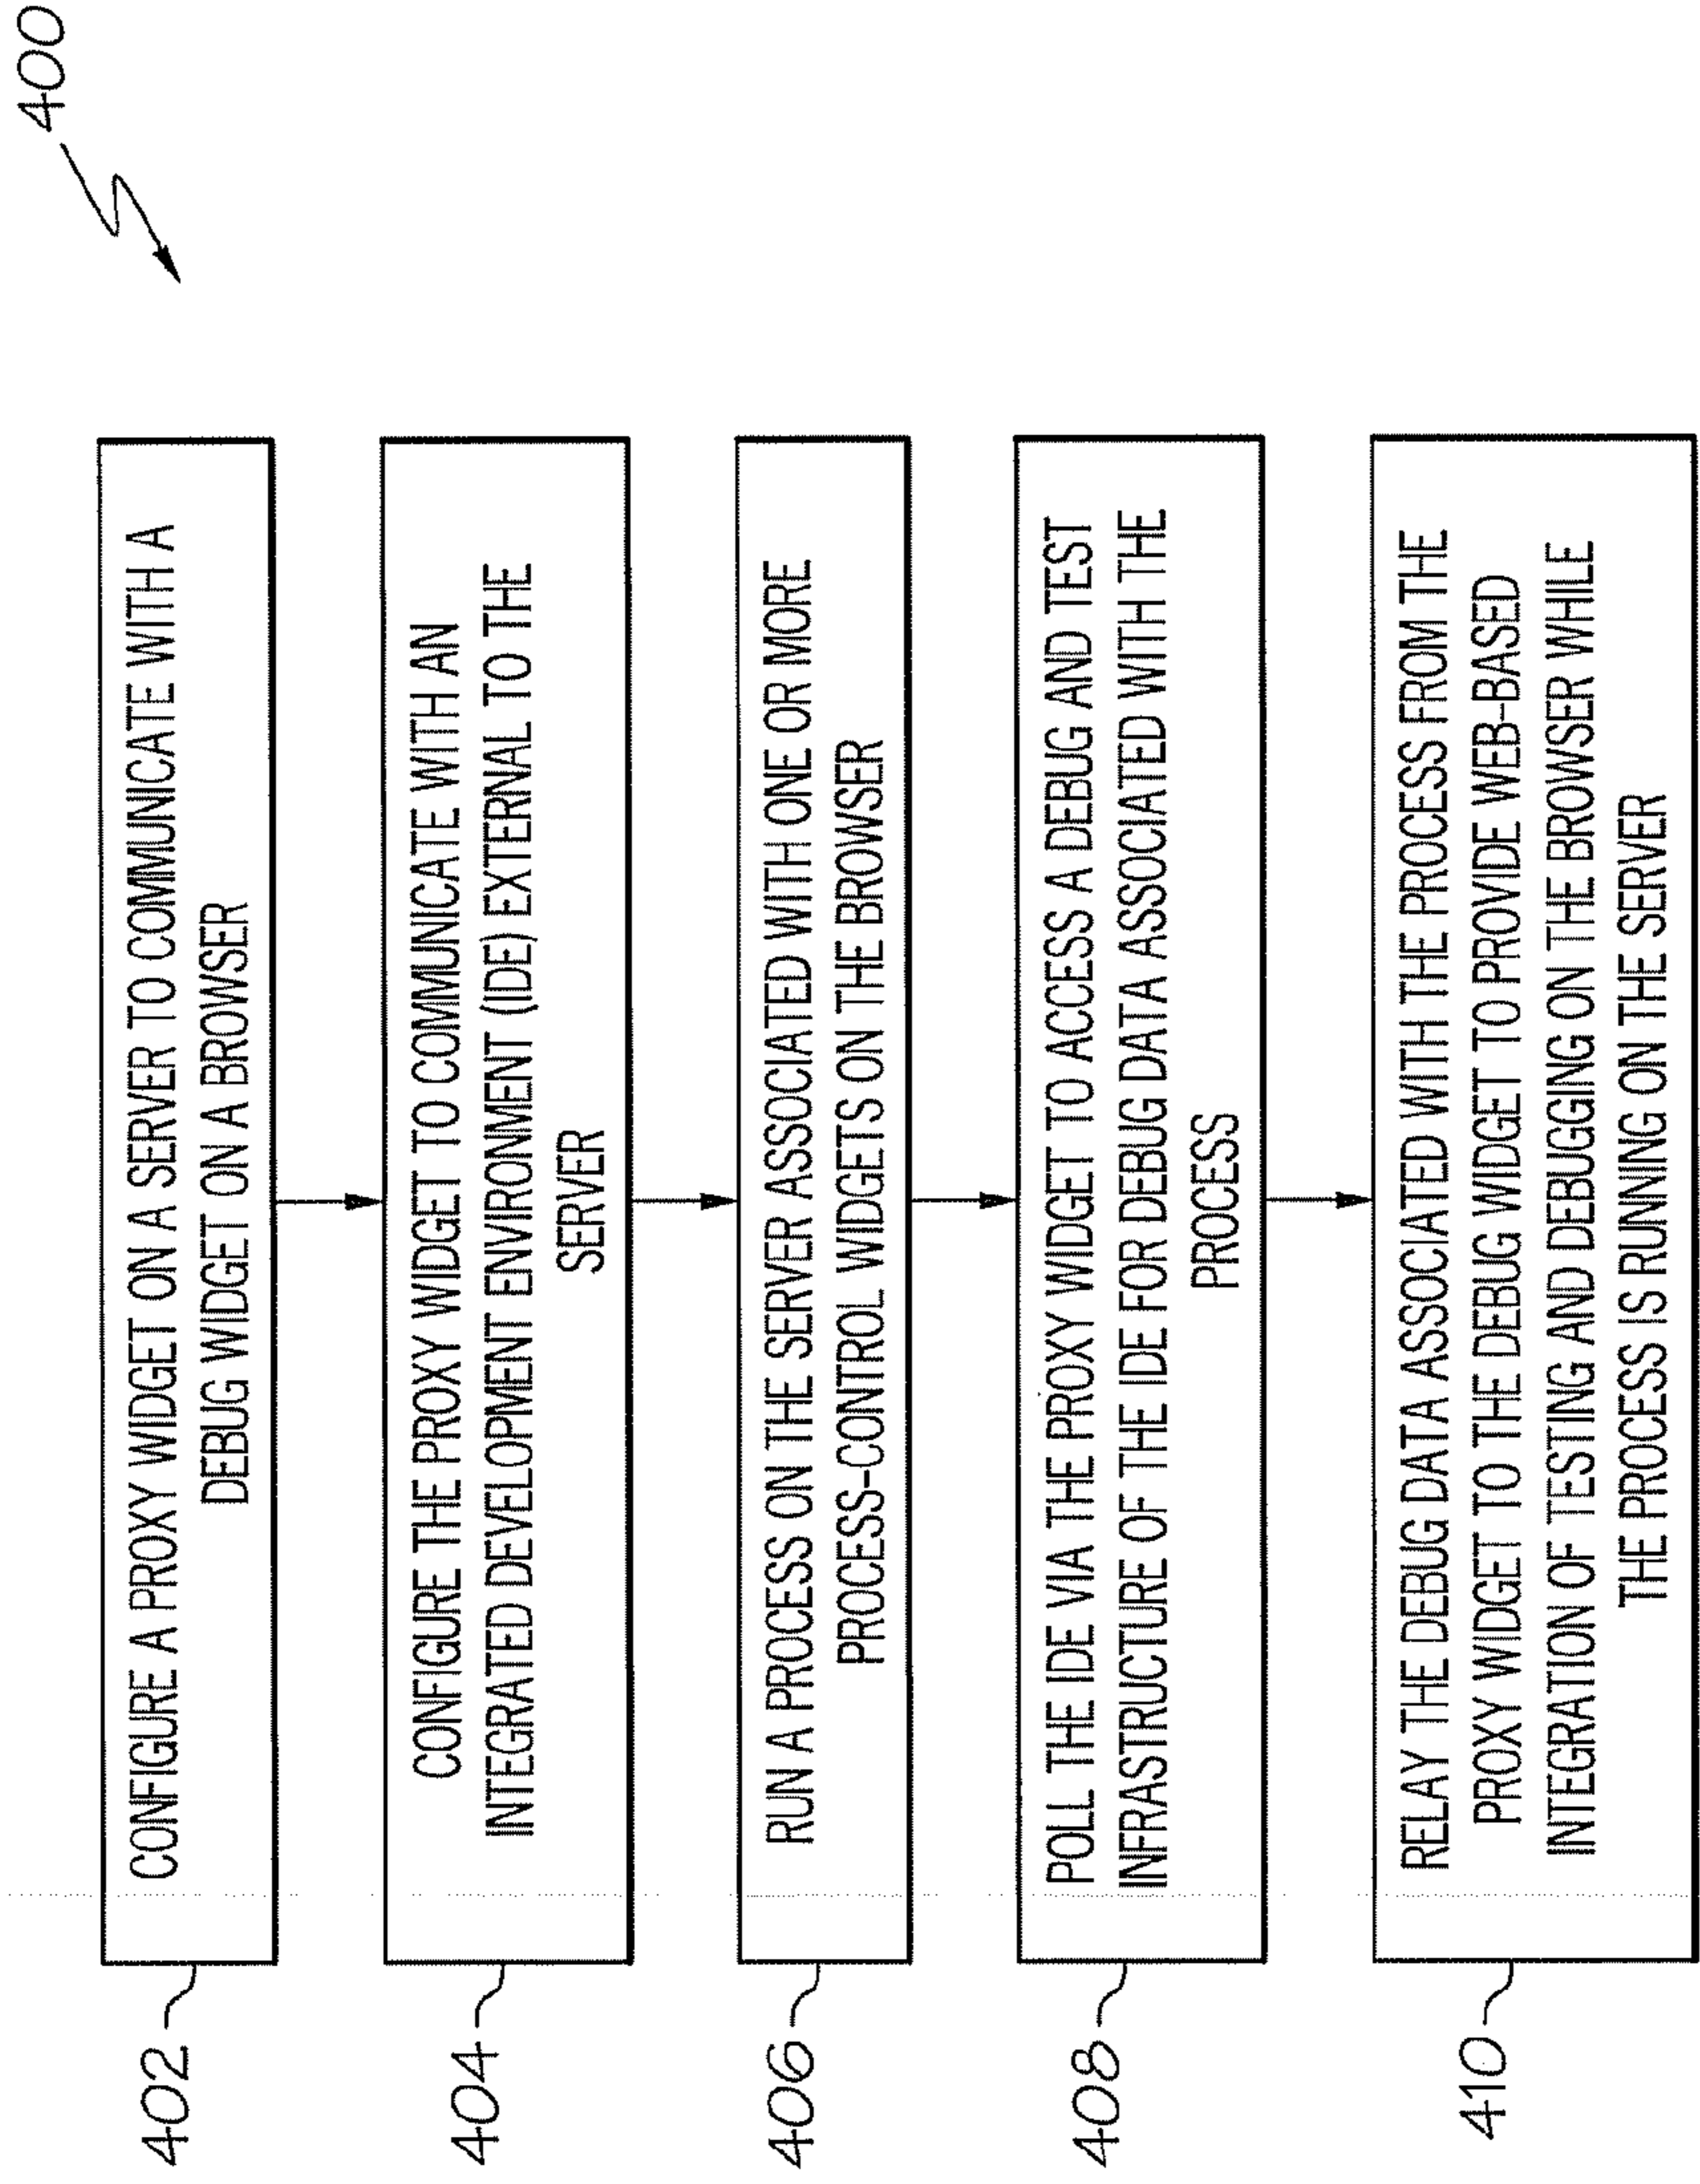 400
402
CONFIGURE A PROXY WIDGET ON A SERVER TO COMMUNICATE WITH A
DEBUG WIDGET ON A BROWSER
404
CONFIGURE THE PROXY WIDGET TO COMMUNICATE WITH AN
INTEGRATED DEVELOPMENT ENVIRONMENT (IDE) EXTERNAL TO THE
SERVER
406
RUN A PROCESS ON THE SERVER ASSOCIATED WITH ONE OR MORE
PROCESS-CONTROL WIDGETS ON THE BROWSER
408
POLL THE IDE VIA THE PROXY WIDGET TO ACCESS A DEBUG AND TEST
INFRASTRUCTURE OF THE IDE FOR DEBUG DATA ASSOCIATED WITH THE
PROCESS
410
RELAY THE DEBUG DATA ASSOCIATED WITH THE PROCESS FROM THE
PROXY WIDGET TO THE DEBUG WIDGET TO PROVIDE WEB-BASED
INTEGRATION OF TESTING AND DEBUGGING ON THE BROWSER WHILE
THE PROCESS IS RUNNING ON THE SERVER